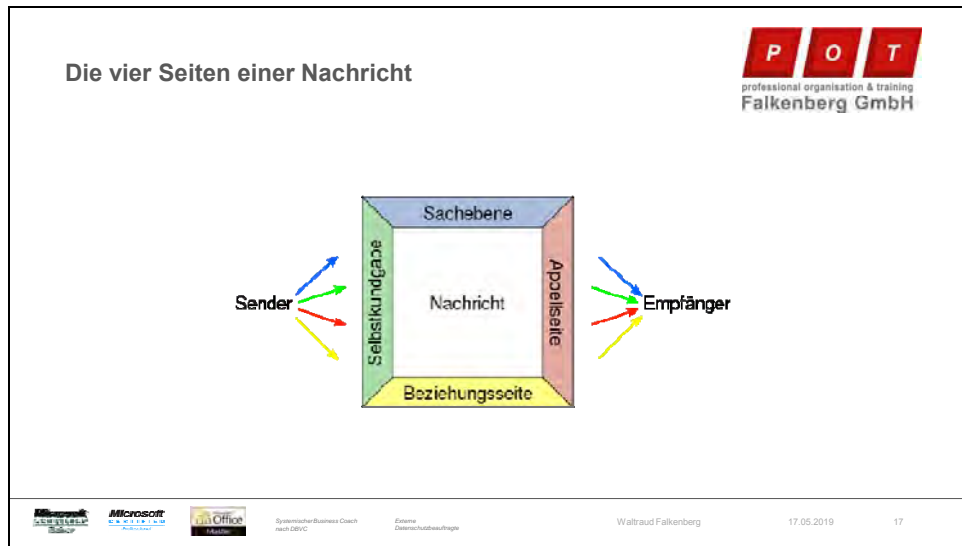 Die vier Seiten einer Nachricht
P O T
professional organisation & training
Falkenberg GmbH
Sachebene
Selbstkundgabe
Nachricht
Appellseite
Beziehungsseite
Sender
Empfänger
Microsoft
Microsoft
Office
Systemischer Business Coach
nach DBVC
Externe
Datenschutzbeauftragte
Waltraud Falkenberg
17.05.2019
17